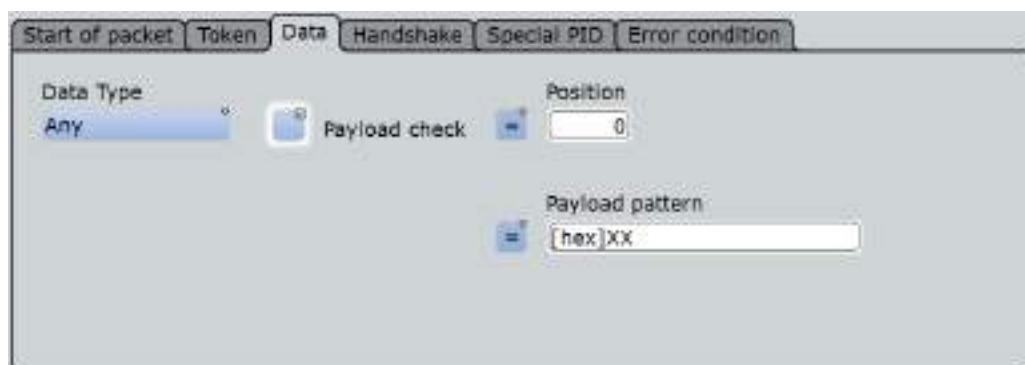 Start of packet Token Data Handshake Special PID Error condition
Data Type
Any
Payload check
Position
= 0
Payload pattern
= [hex]XX